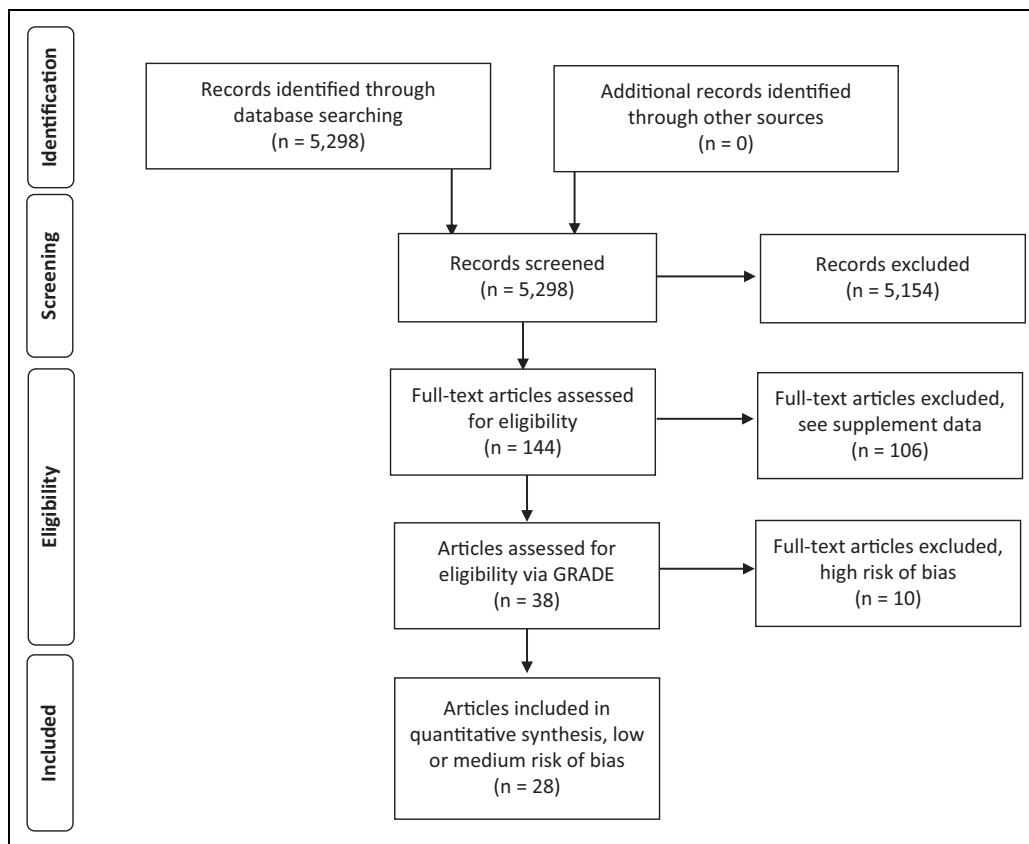 Identification
Records identified through
database searching
(n = 5,298)
Additional records identified
through other sources
(n = 0)
Screening
Records screened
(n = 5,298)
Records excluded
(n = 5,154)
Eligibility
Full-text articles assessed
for eligibility
(n = 144)
Full-text articles excluded,
see supplement data
(n = 106)
Articles assessed for
eligibility via GRADE
(n = 38)
Full-text articles excluded,
high risk of bias
(n = 10)
Included
Articles included in
quantitative synthesis, low
or medium risk of bias
(n = 28)